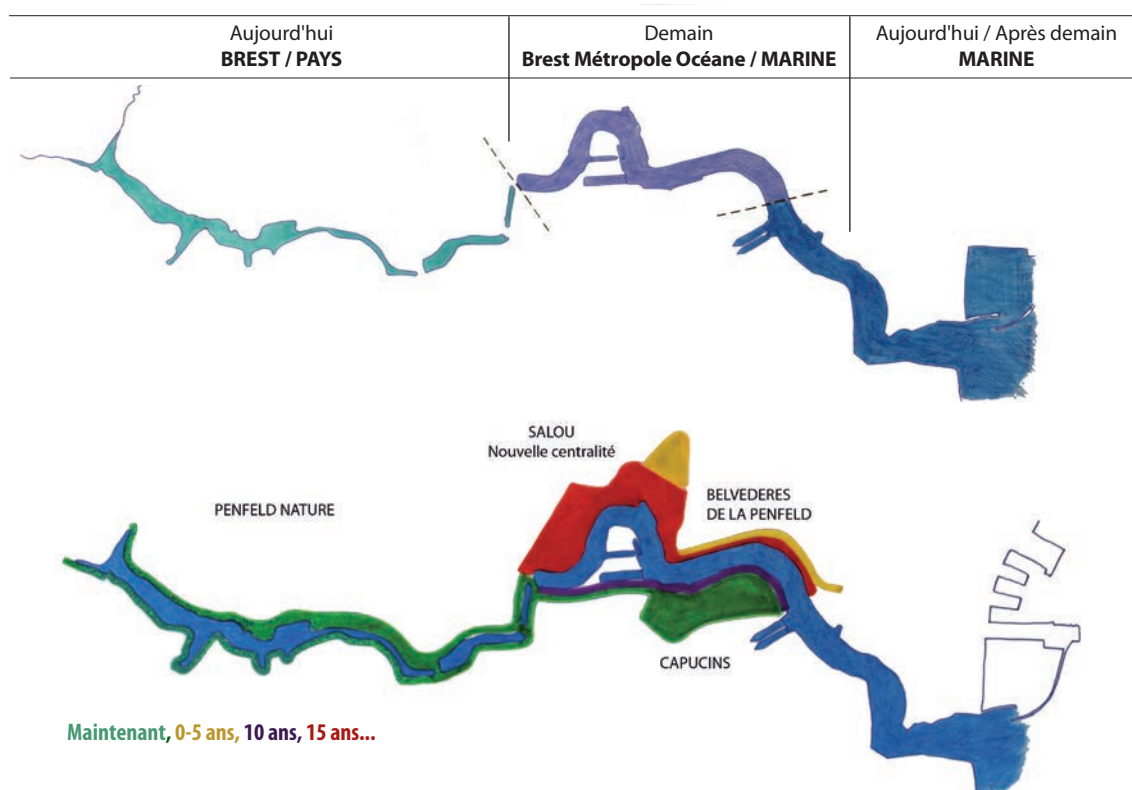 Aujourd'hui
BREST / PAYS
Demain
Brest Métropole Océane / MARINE
Aujourd'hui / Après demain
MARINE
SALOU
Nouvelle centralité
PENFELD NATURE
BELVEDERES
DE LA PENFELD
CAPUCINS
Maintenant, 0-5 ans, 10 ans, 15 ans...